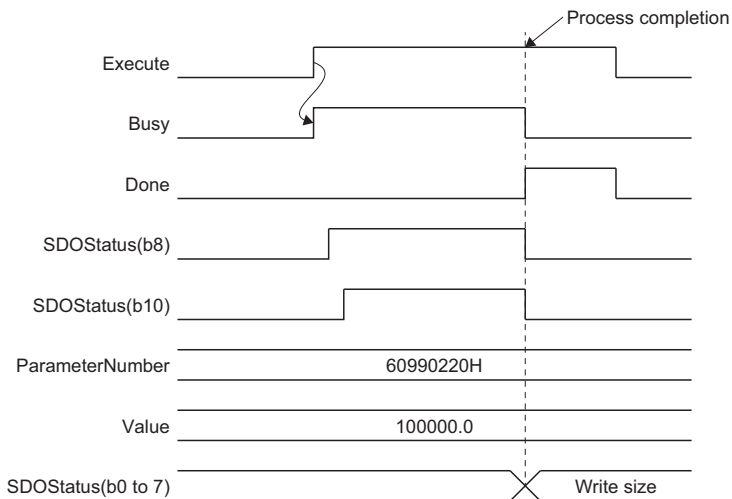 Process completion
Execute
Busy
Done
SDOStatus(b8)
SDOStatus(b10)
ParameterNumber 60990220H
Value 100000.0
SDOStatus(b0 to 7) Write size